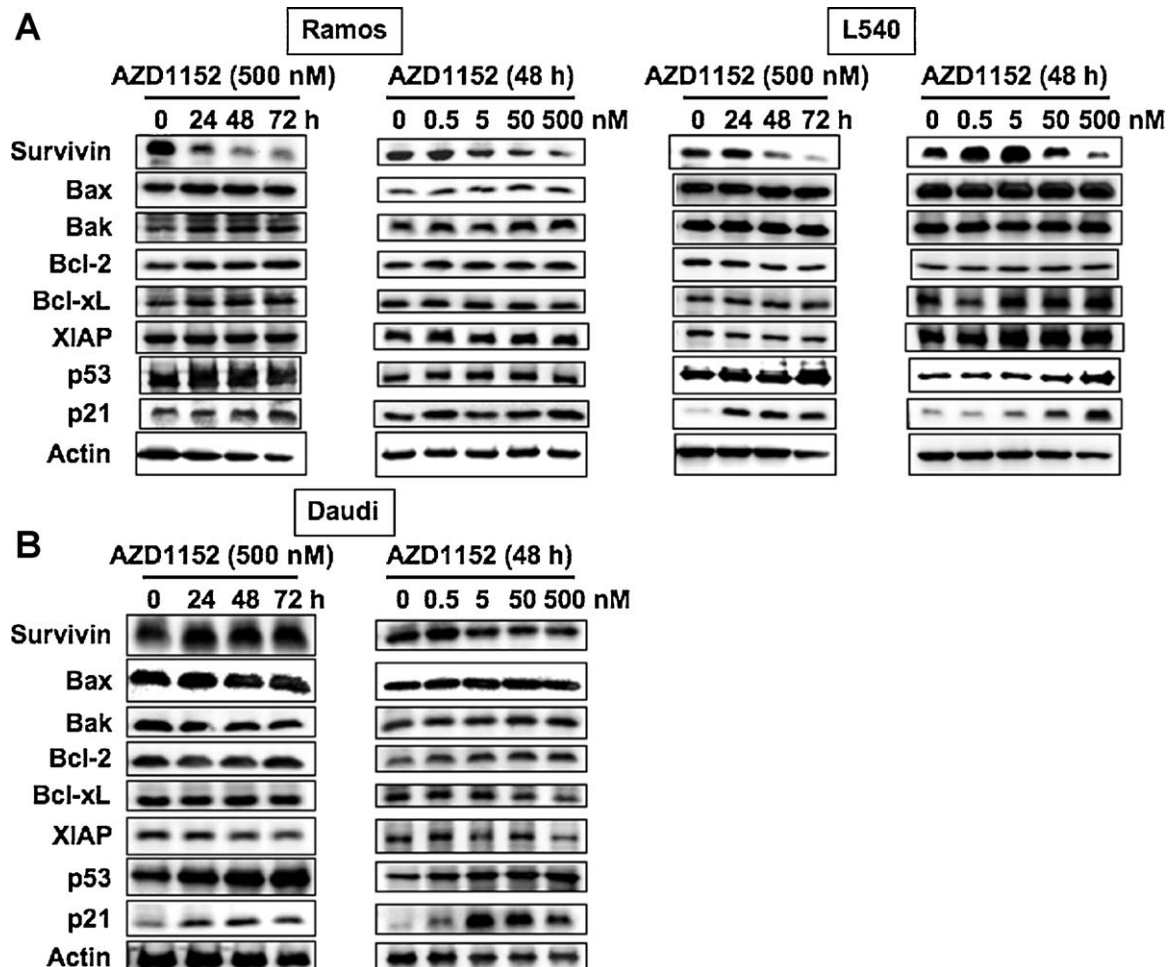 A
Ramos
L540
AZD1152 (500 nM) AZD1152 (48 h) AZD1152 (500 nM) AZD1152 (48 h)
0 24 48 72 h 0 0.5 5 50 500 nM 0 24 48 72 h 0 0.5 5 50 500 nM
Survivin
Bax
Bak
Bcl-2
Bcl-xL
XIAP
p53
p21
Actin
Daudi
B
AZD1152 (500 nM) AZD1152 (48 h)
0 24 48 72 h 0 0.5 5 50 500 nM
Survivin
Bax
Bak
Bcl-2
Bcl-xL
XIAP
p53
p21
Actin